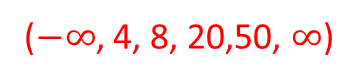 (−∞, 4, 8, 20,50, ∞)